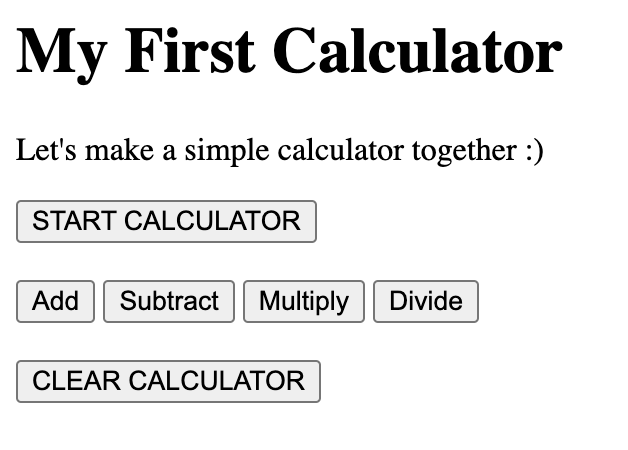 My First Calculator
Let's make a simple calculator together :)
START CALCULATOR
Add Subtract Multiply Divide
CLEAR CALCULATOR